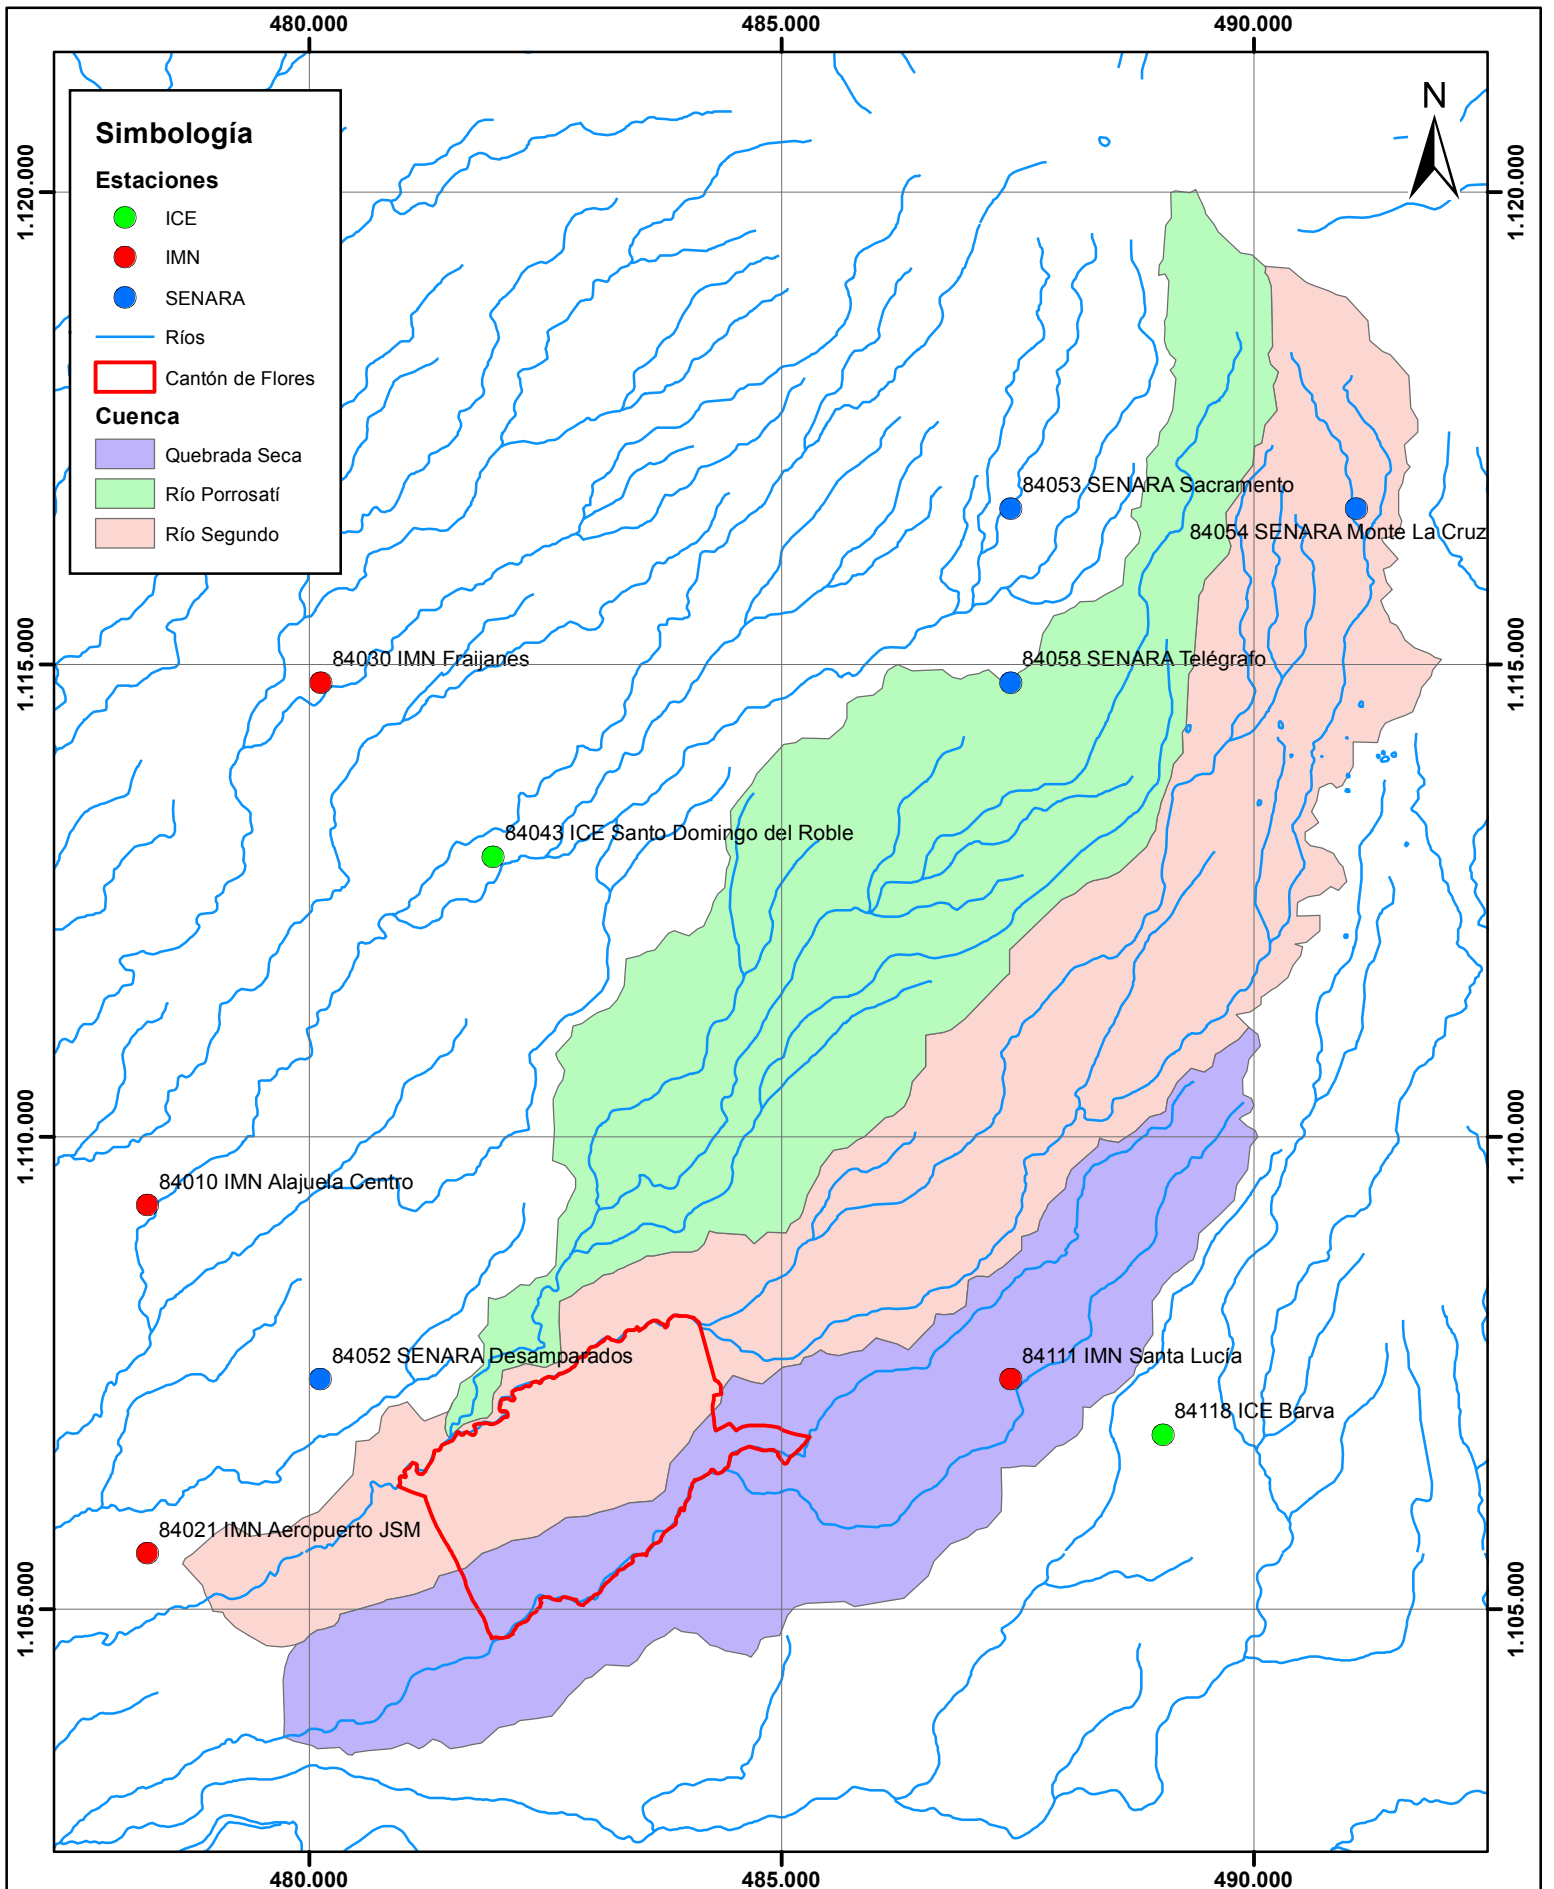 480.000
485.000
490.000
N
Simbología
Estaciones
ICE
IMN
SENARA
Ríos
Cantón de Flores
Cuenca
Quebrada Seca
Río Porrosatí
Río Segundo
1.120.000
1.120.000
84053 SENARA Sacramento
84054 SENARA Monte La Cruz
84030 IMN Fraijanes
84058 SENARA Telégrafo
1.115.000
1.115.000
84043 ICE Santo Domingo del Roble
1.110.000
1.110.000
84010 IMN Alajuela Centro
84052 SENARA Desamparados
84111 IMN Santa Lucía
84118 ICE Barva
84021 IMN Aeropuerto JSM
1.105.000
1.105.000
480.000
485.000
490.000